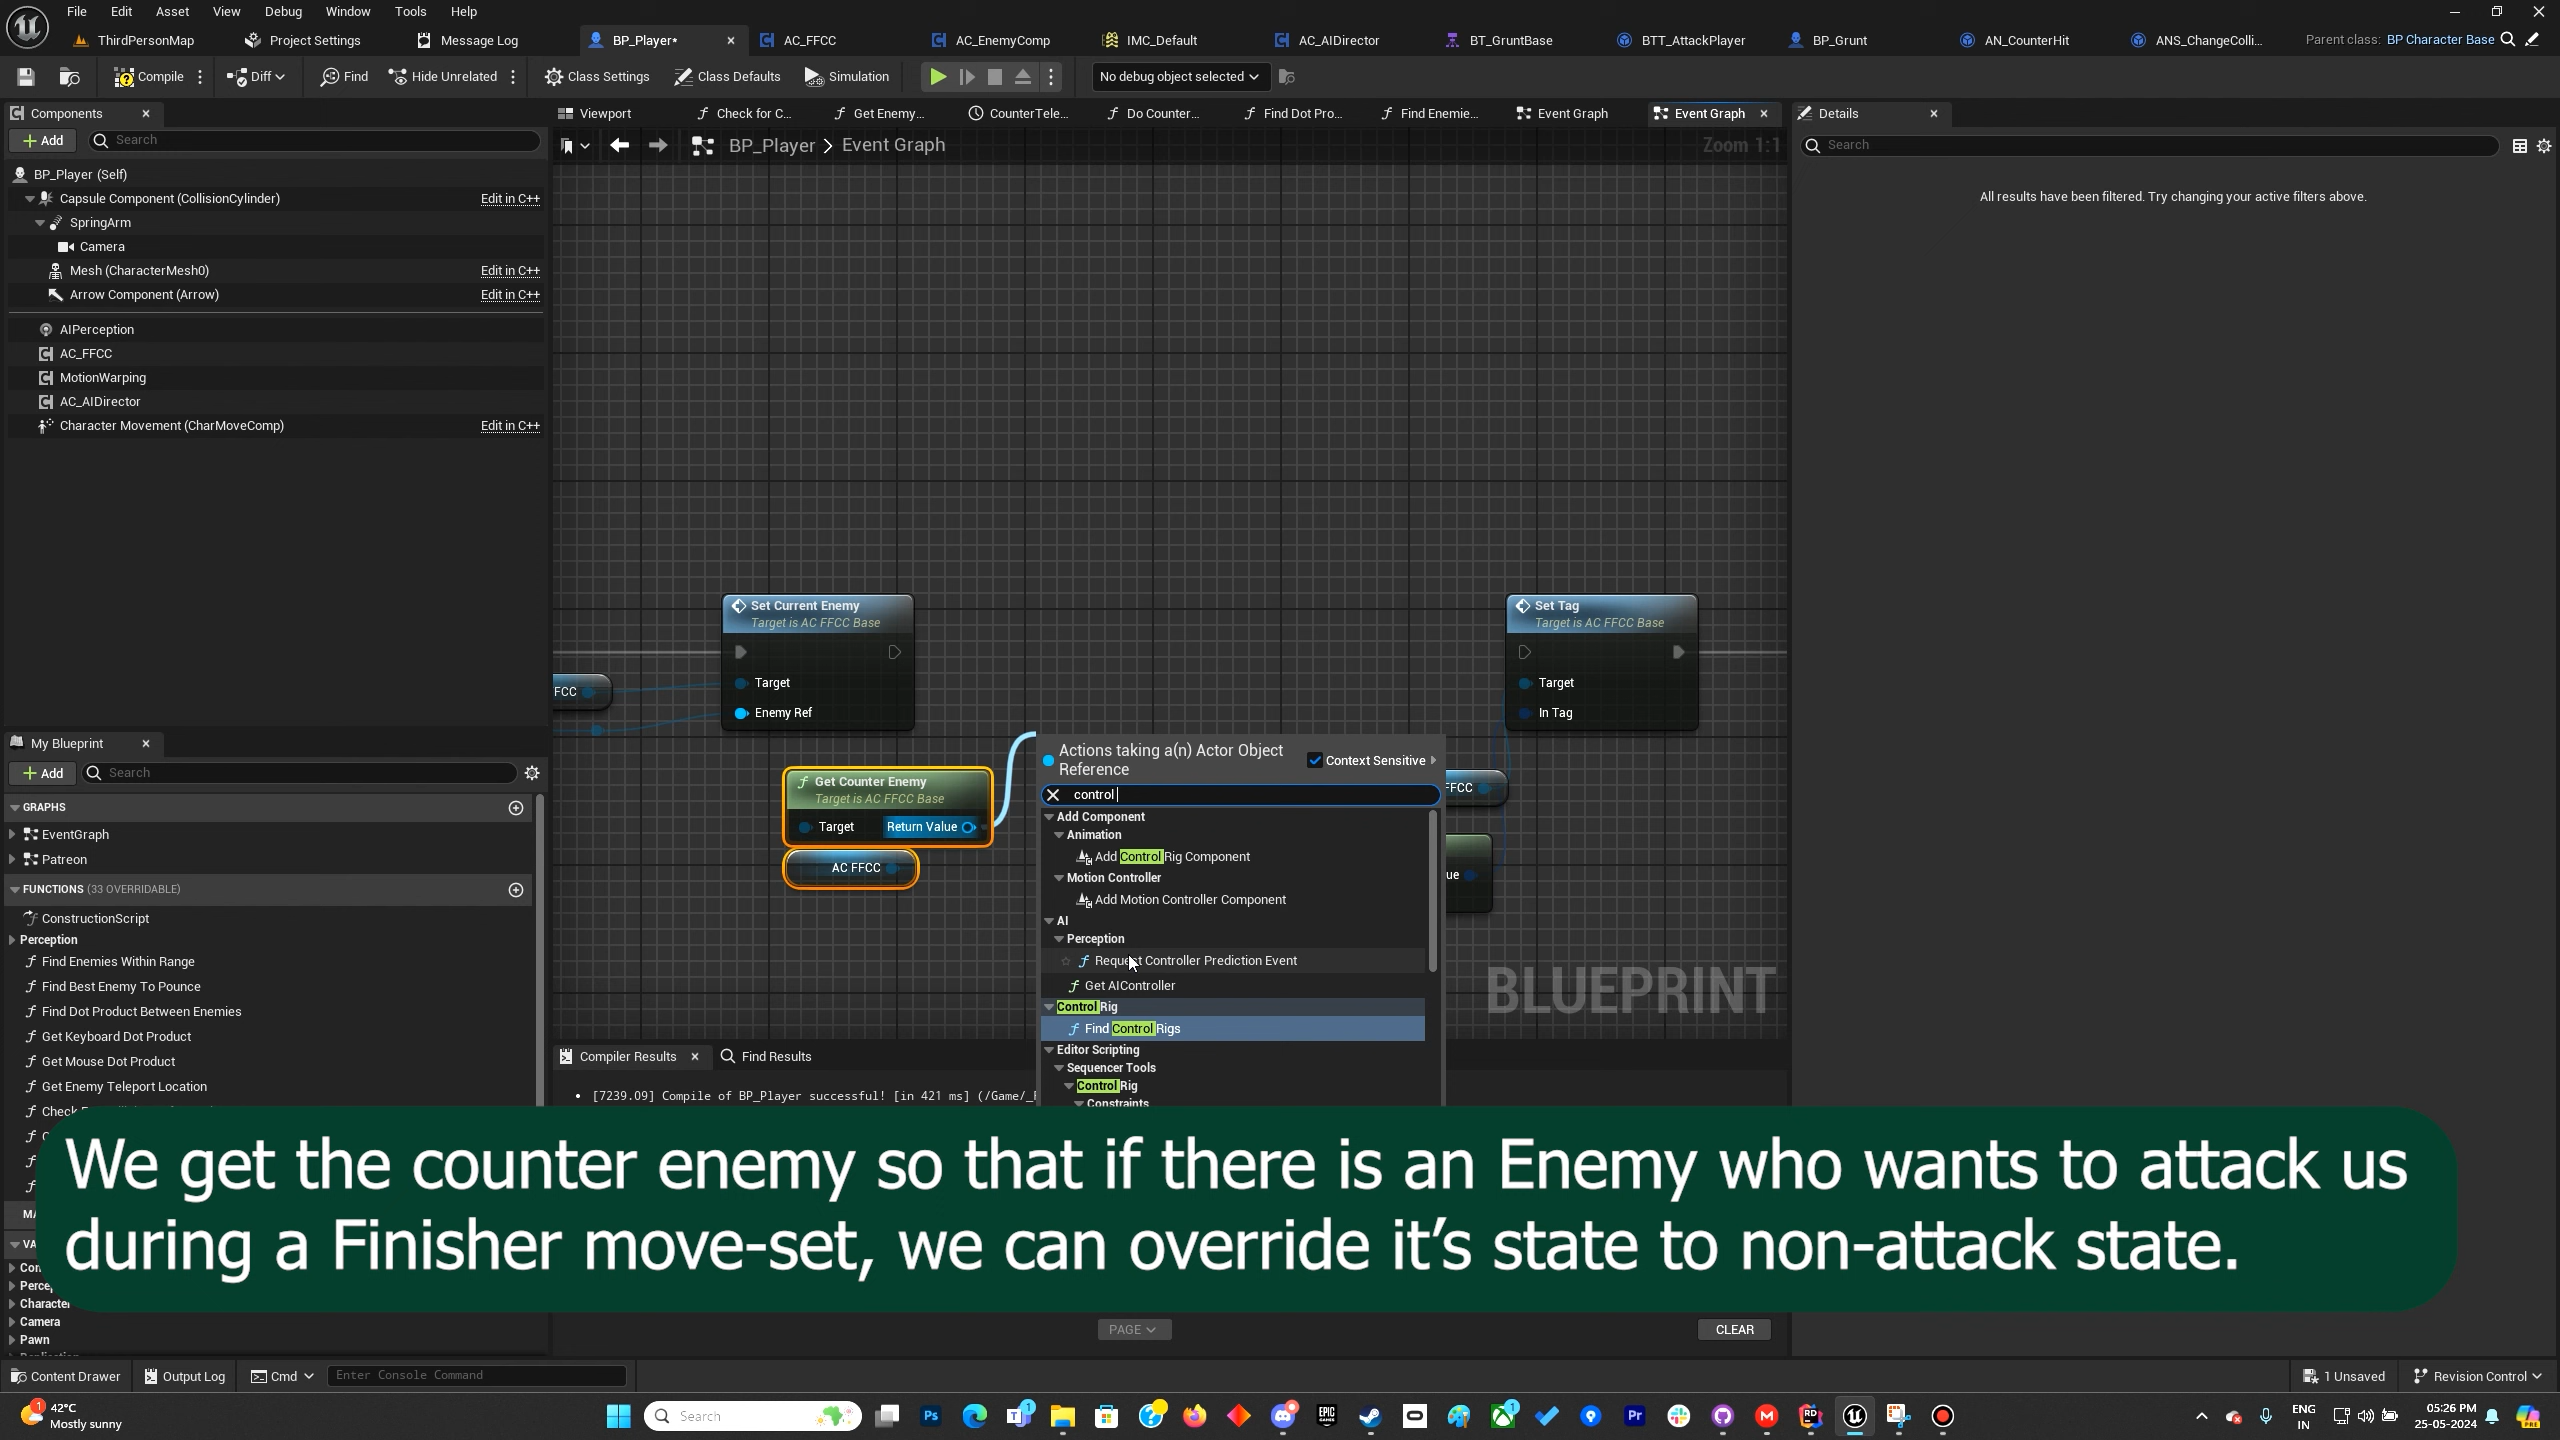 File Edit Asset View Debug Window Tools Help
ThirdPersonMap Project Settings Message Log BP_Player* AC_FFCC AC_EnemyComp IMC_Default AC_AIDirector BT_GruntBase BTT_AttackPlayer BP_Grunt AN_CounterHit ANS_ChangeColli... Parent class: BP Character Base
Compile Diff Find Hide Unrelated Class Settings Class Defaults Simulation No debug object selected
Components
Viewport Check for C... Get Enemy... CounterTele... Do Counter... Find Dot Pro... Find Enemie... Event Graph Event Graph
Details
Add Search
BP_Player > Event Graph Zoom 1:1
Search
All results have been filtered. Try changing your active filters above.
BP_Player (Self)
Capsule Component (CollisionCylinder) Edit in C++
SpringArm
Camera
Mesh (CharacterMesh0) Edit in C++
Arrow Component (Arrow) Edit in C++
AIPerception
AC_FFCC
MotionWarping
AC_AIDirector
Character Movement (CharMoveComp) Edit in C++
Set Current Enemy
Target is AC FFCC Base
Target
Enemy Ref
FFCC
Set Tag
Target is AC FFCC Base
Target
In Tag
Get Counter Enemy
Target is AC FFCC Base
Target Return Value
AC FFCC
FFCC
ue
Actions taking a(n) Actor Object
Reference
Context Sensitive
control
Add Component
Animation
Add Control Rig Component
Motion Controller
Add Motion Controller Component
AI
Perception
Request Controller Prediction Event
Get AIController
Control Rig
Find Control Rigs
Editor Scripting
Sequencer Tools
Control Rig
Constraints
BLUEPRINT
My Blueprint
Add Search
GRAPHS
EventGraph
Patreon
FUNCTIONS (33 OVERRIDABLE)
ConstructionScript
Perception
Find Enemies Within Range
Find Best Enemy To Pounce
Find Dot Product Between Enemies
Get Keyboard Dot Product
Get Mouse Dot Product
Get Enemy Teleport Location
Check
Compiler Results Find Results
[7239.09] Compile of BP_Player successful! [in 421 ms] (/Game/_
We get the counter enemy so that if there is an Enemy who wants to attack us
during a Finisher move-set, we can override it's state to non-attack state.
MA
VA
Con
Percep
Character
Camera
Pawn
PAGE CLEAR
Content Drawer Output Log Cmd Enter Console Command 1 Unsaved Revision Control
42°C
Mostly sunny
Search
ENG
IN
05:26 PM
25-05-2024